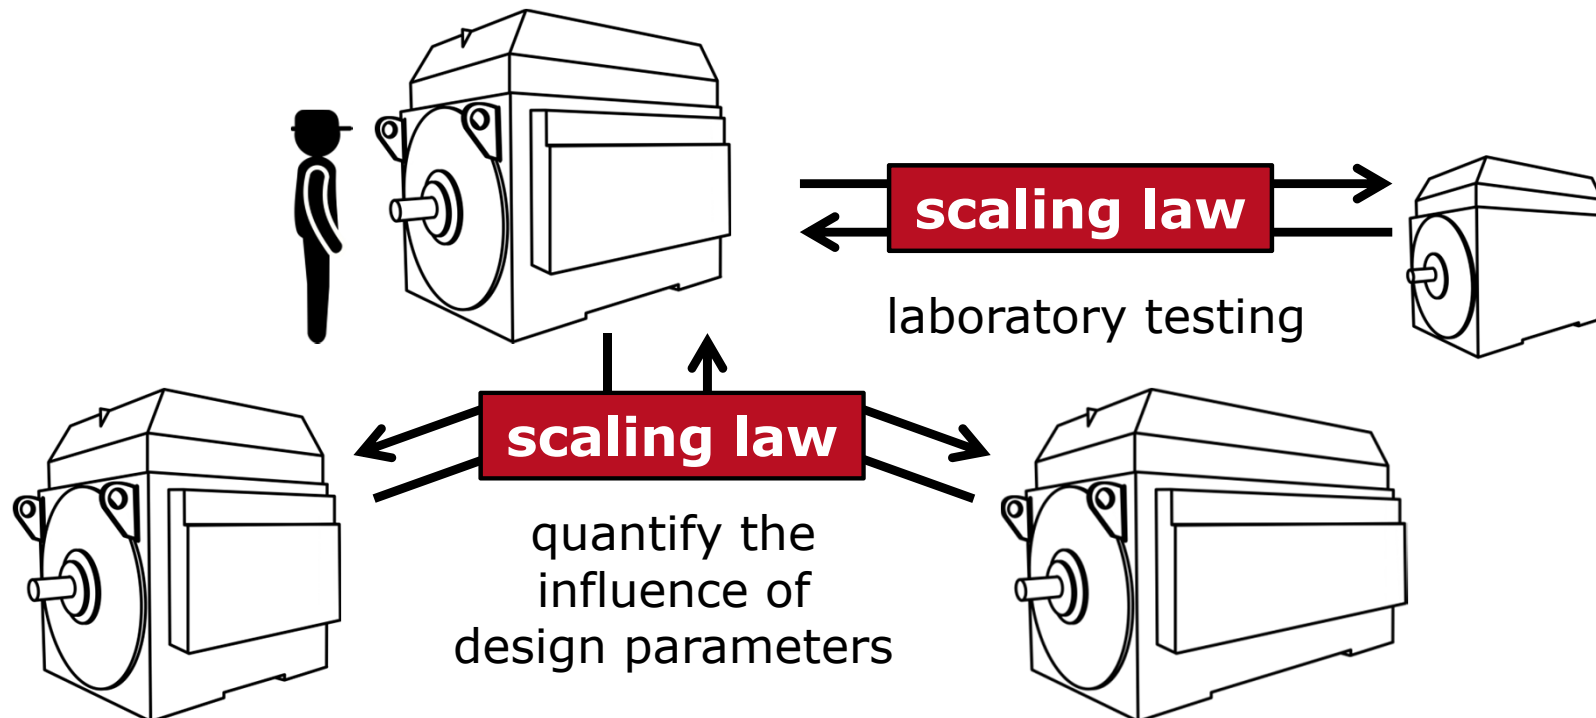 scaling law
laboratory testing
scaling law
quantify the
influence of
design parameters